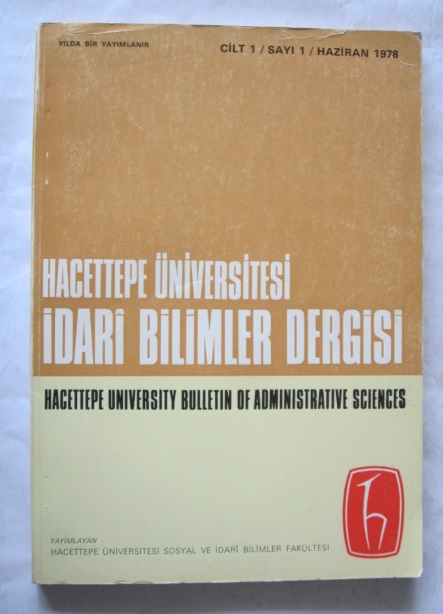 YILDA BİR YAYIMLANIR
CİLT 1 / SAYI 1 / HAZİRAN 1978
HACETTEPE ÜNİVERSİTESİ
İDARÎ BİLİMLER DERGİSİ
HACETTEPE UNIVERSITY BULLETIN OF ADMINISTRATIVE SCIENCES
YAYIMLAYAN
HACETTEPE ÜNİVERSİTESİ SOSYAL VE İDARÎ BİLİMLER FAKÜLTESİ